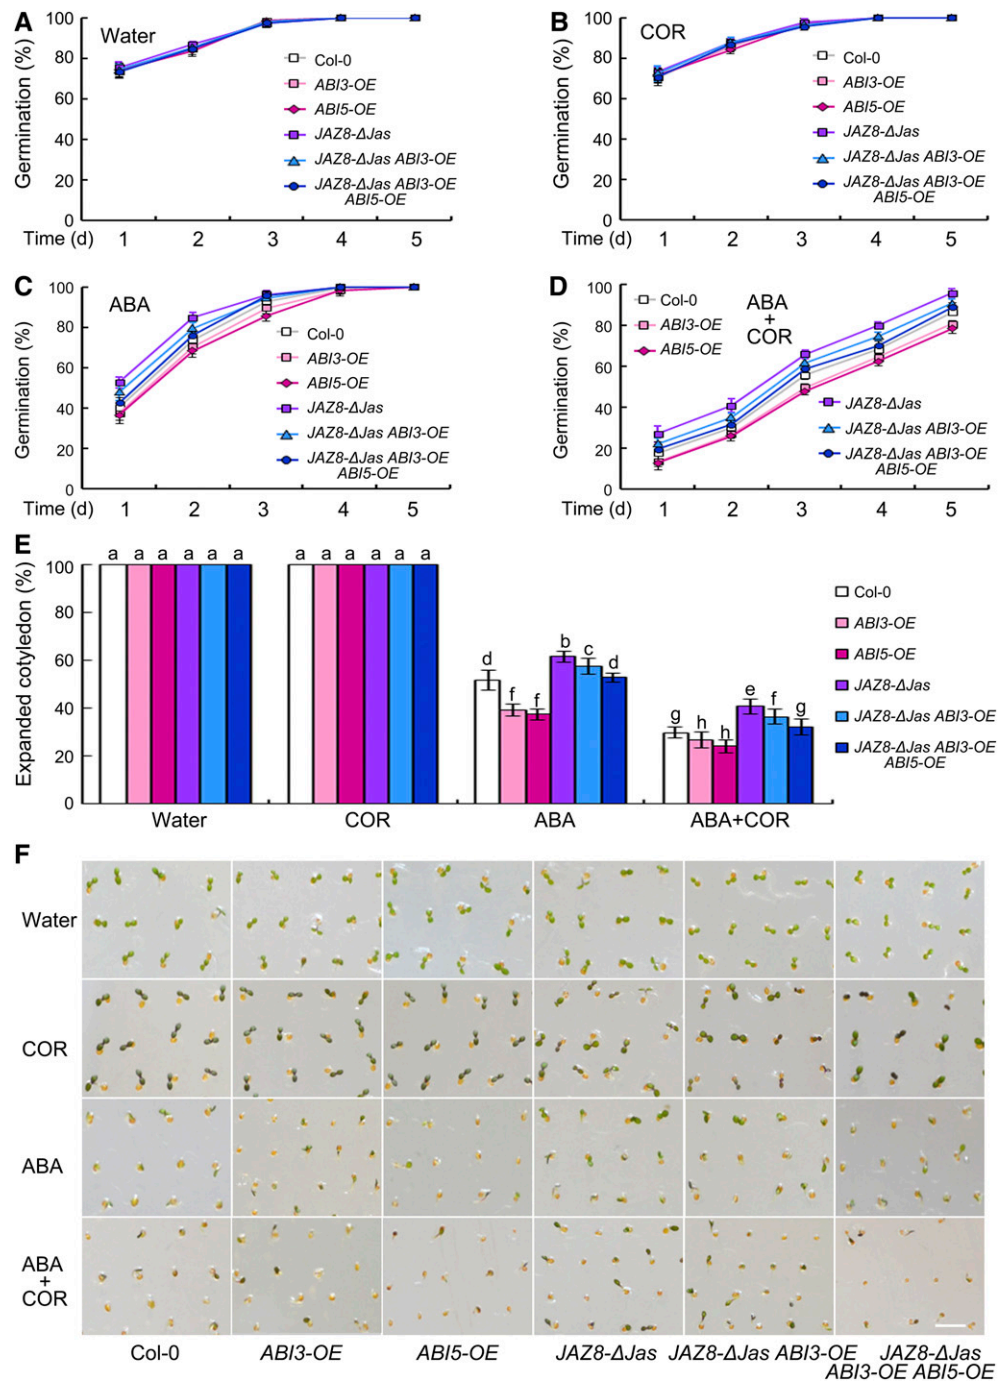 A
Water
Germination (%)
100
80
60
40
20
0
Col-0
ABI3-OE
ABI5-OE
JAZ8-ΔJas
JAZ8-ΔJas ABI3-OE
JAZ8-ΔJas ABI3-OE
ABI5-OE
Time (d) 1 2 3 4 5
B
COR
Germination (%)
100
80
60
40
20
0
Col-0
ABI3-OE
ABI5-OE
JAZ8-ΔJas
JAZ8-ΔJas ABI3-OE
JAZ8-ΔJas ABI3-OE
ABI5-OE
Time (d) 1 2 3 4 5
C
ABA
Germination (%)
100
80
60
40
20
0
Col-0
ABI3-OE
ABI5-OE
JAZ8-ΔJas
JAZ8-ΔJas ABI3-OE
JAZ8-ΔJas ABI3-OE
ABI5-OE
Time (d) 1 2 3 4 5
D
ABA
+
COR
Germination (%)
100
80
60
40
20
0
Col-0
ABI3-OE
ABI5-OE
JAZ8-ΔJas
JAZ8-ΔJas ABI3-OE
JAZ8-ΔJas ABI3-OE
ABI5-OE
Time (d) 1 2 3 4 5
E
Expanded cotyledon (%)
100
80
60
40
20
0
a a a a a a
a a a a a a
d f f b c d
g h h e f g
Water COR ABA ABA+COR
Col-0
ABI3-OE
ABI5-OE
JAZ8-ΔJas
JAZ8-ΔJas ABI3-OE
JAZ8-ΔJas ABI3-OE
ABI5-OE
F
Water
COR
ABA
ABA
+
COR
Col-0 ABI3-OE ABI5-OE JAZ8-ΔJas JAZ8-ΔJas ABI3-OE JAZ8-ΔJas
ABI3-OE ABI5-OE